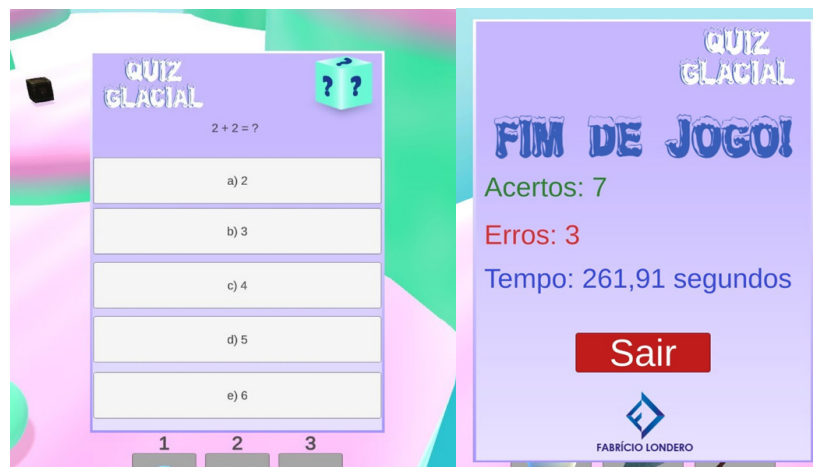 QUIZ
GLACIAL
? ? ?
2 + 2 = ?
a) 2
b) 3
c) 4
d) 5
e) 6
1 2 3
QUIZ
GLACIAL
FIM DE JOGO!
Acertos: 7
Erros: 3
Tempo: 261,91 segundos
Sair
FABRÍCIO LONDERO